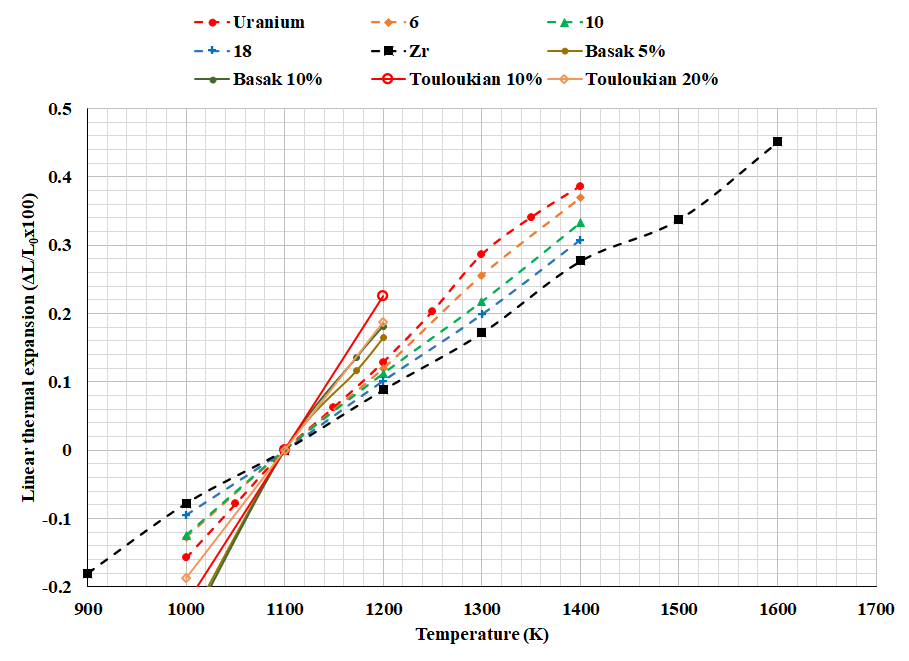 Uranium 6 10
18 Zr Basak 5%
Basak 10% Touloukian 10% Touloukian 20%
0.5
0.4
0.3
0.2
0.1
0
-0.1
-0.2
Linear thermal expansion (ΔL/L₀x100)
900 1000 1100 1200 1300 1400 1500 1600 1700
Temperature (K)